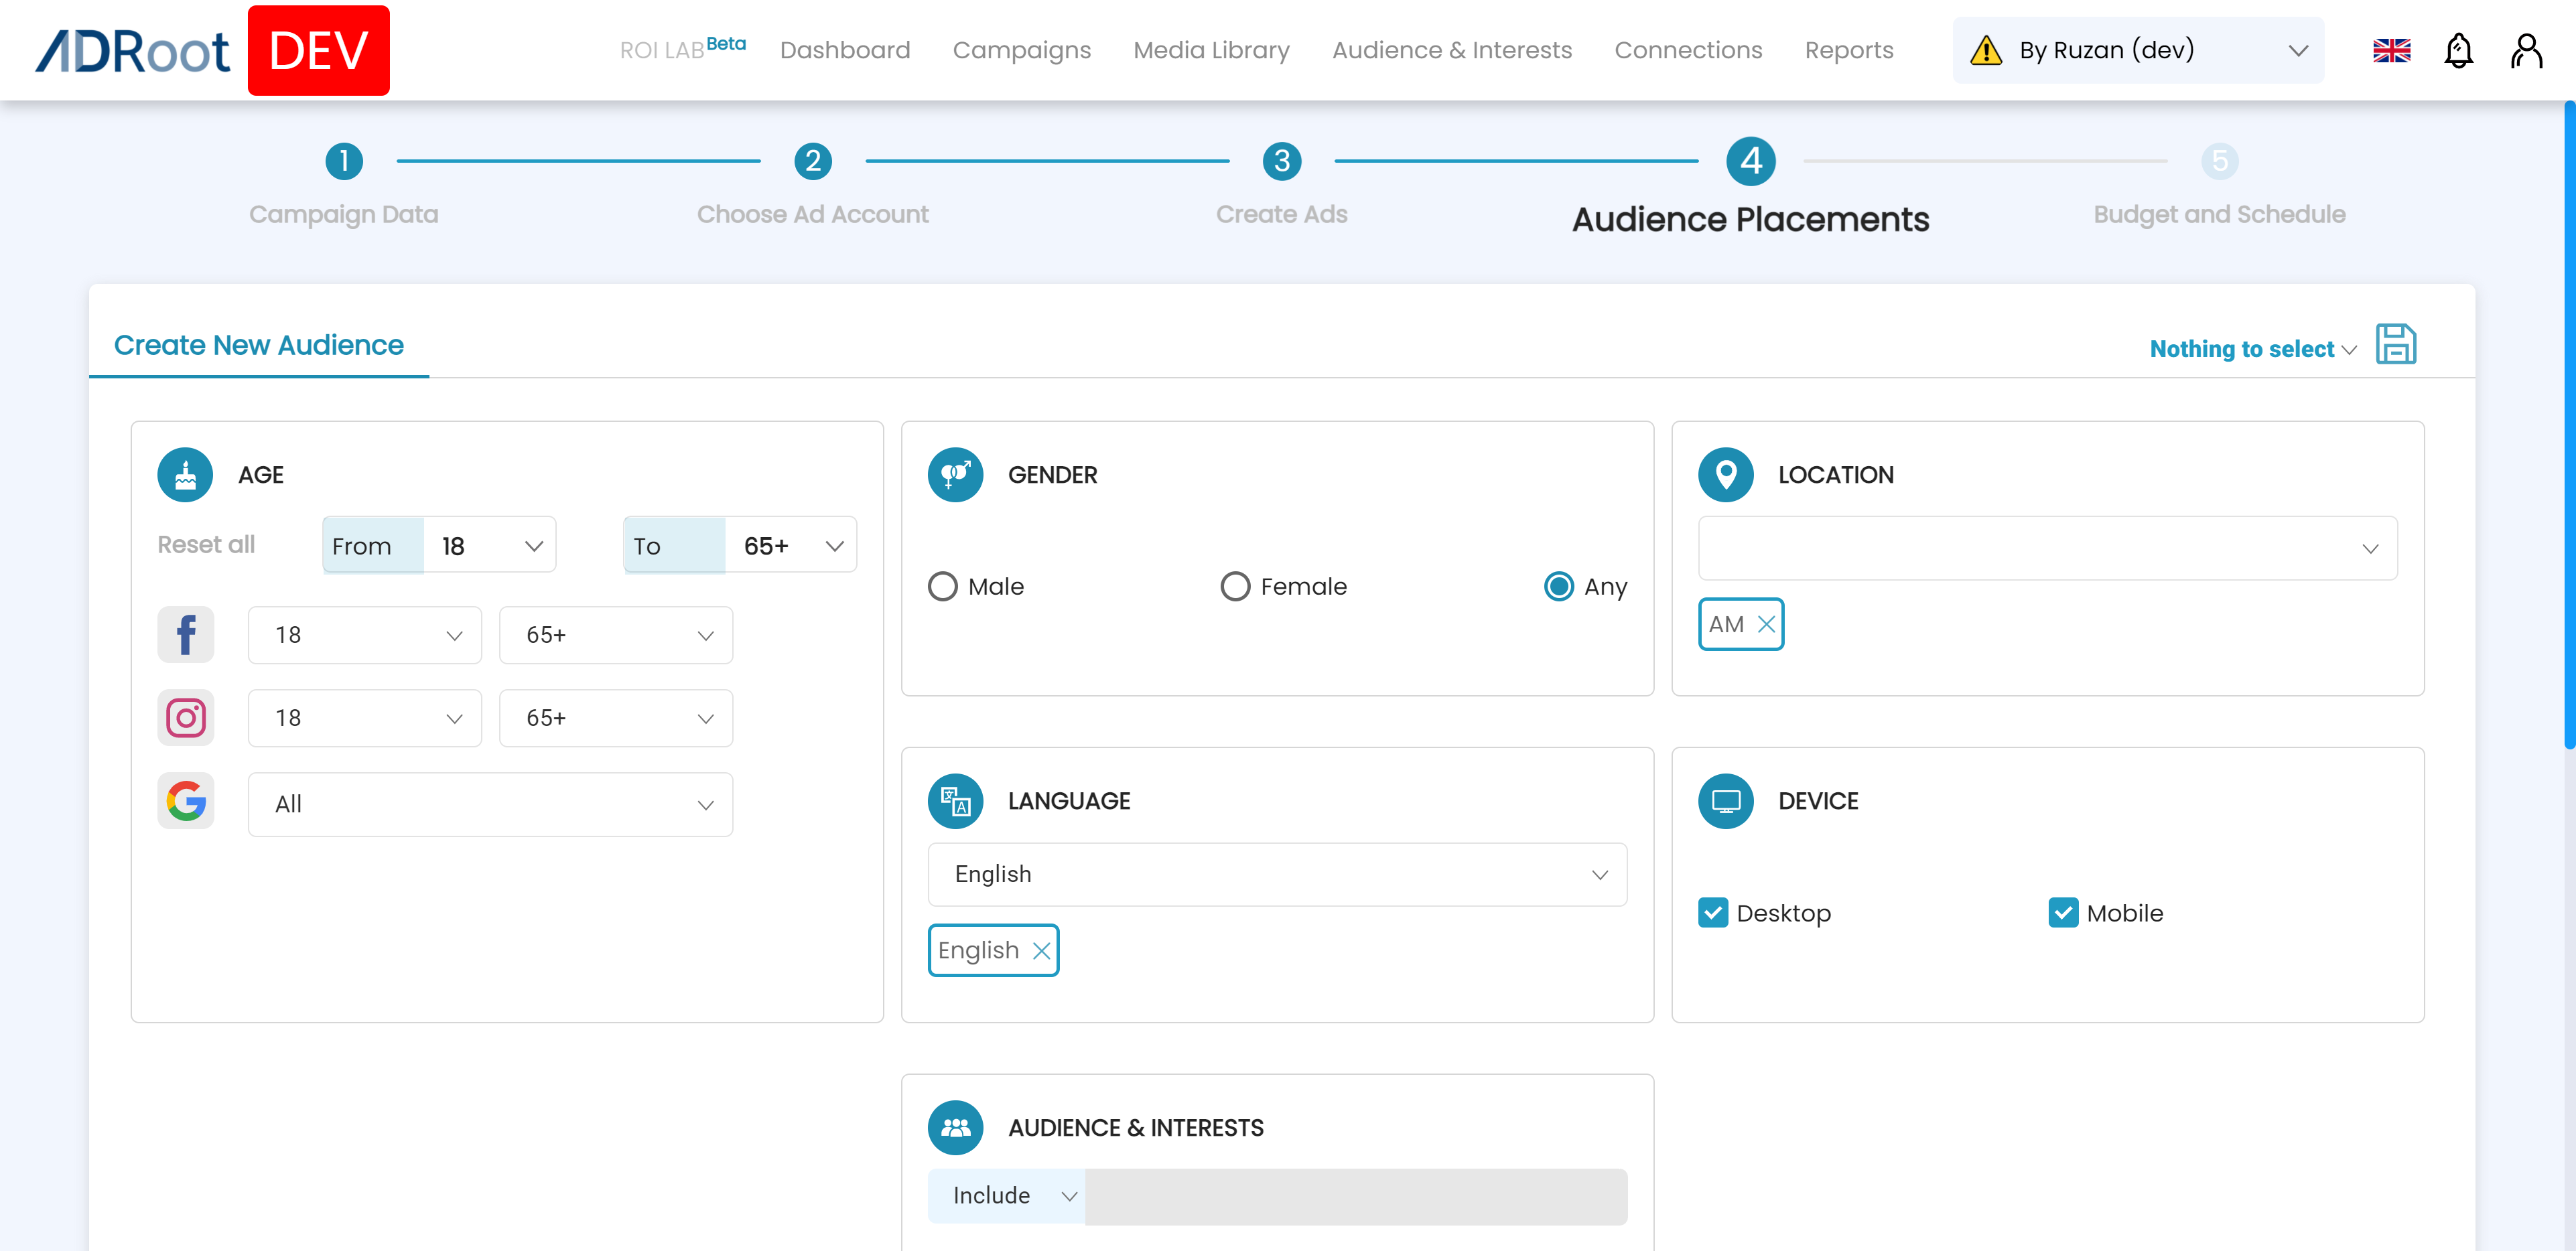 ADRoot DEV ROI LAB Beta Dashboard Campaigns Media Library Audience & Interests Connections Reports By Ruzan (dev)
1 2 3 4 5
Campaign Data Choose Ad Account Create Ads Audience Placements Budget and Schedule
Create New Audience Nothing to select
AGE
Reset all From 18 To 65+
18 65+
18 65+
All
GENDER
Male Female Any
LOCATION
AM
LANGUAGE
English
English
DEVICE
Desktop Mobile
AUDIENCE & INTERESTS
Include